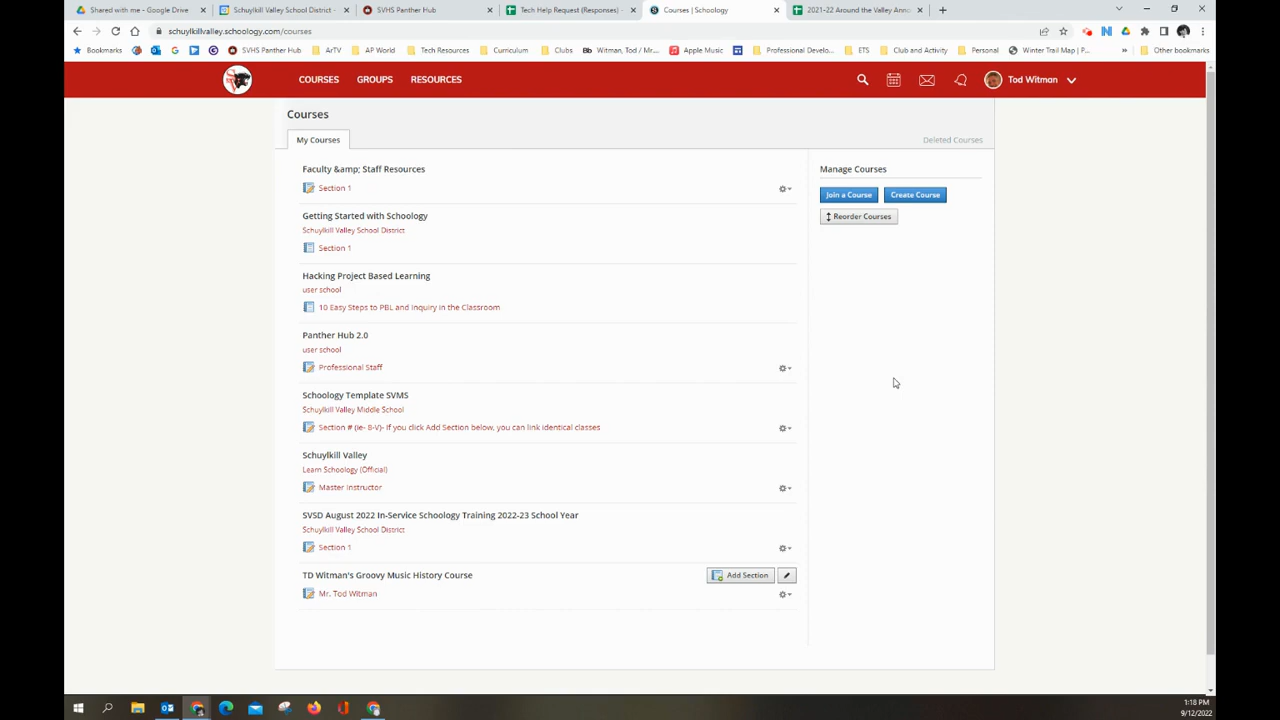 Shared with me - Google Drive
Schuylkill Valley School District -
SVHS Panther Hub
Tech Help Request (Responses) -
Courses | Schoology
2021-22 Around the Valley Anno
schuylkillvalley.schoology.com/courses
Bookmarks
SVHS Panther Hub
ArTV
AP World
Tech Resources
Curriculum
Clubs
Witman, Tod / Mr...
Apple Music
Professional Develo...
ETS
Club and Activity
Personal
Winter Trail Map | P...
Other bookmarks
COURSES GROUPS RESOURCES
Tod Witman
Courses
My Courses
Deleted Courses
Faculty &amp; Staff Resources
Section 1
Getting Started with Schoology
Schuylkill Valley School District
Section 1
Hacking Project Based Learning
user school
10 Easy Steps to PBL and Inquiry in the Classroom
Panther Hub 2.0
user school
Professional Staff
Schoology Template SVMS
Schuylkill Valley Middle School
Section # (ie- 8-V)- If you click Add Section below, you can link identical classes
Schuylkill Valley
Learn Schoology (Official)
Master Instructor
SVSD August 2022 In-Service Schoology Training 2022-23 School Year
Schuylkill Valley School District
Section 1
TD Witman's Groovy Music History Course
Add Section
Mr. Tod Witman
Manage Courses
Join a Course
Create Course
Reorder Courses
1:18 PM
9/12/2022